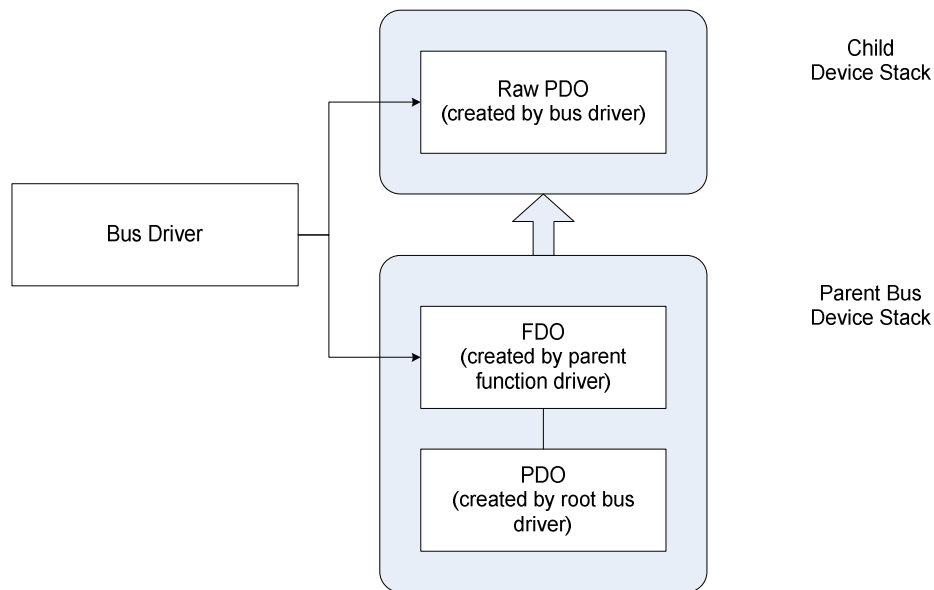 Child
Device Stack
Raw PDO
(created by bus driver)
Bus Driver
Parent Bus
Device Stack
FDO
(created by parent
function driver)
PDO
(created by root bus
driver)